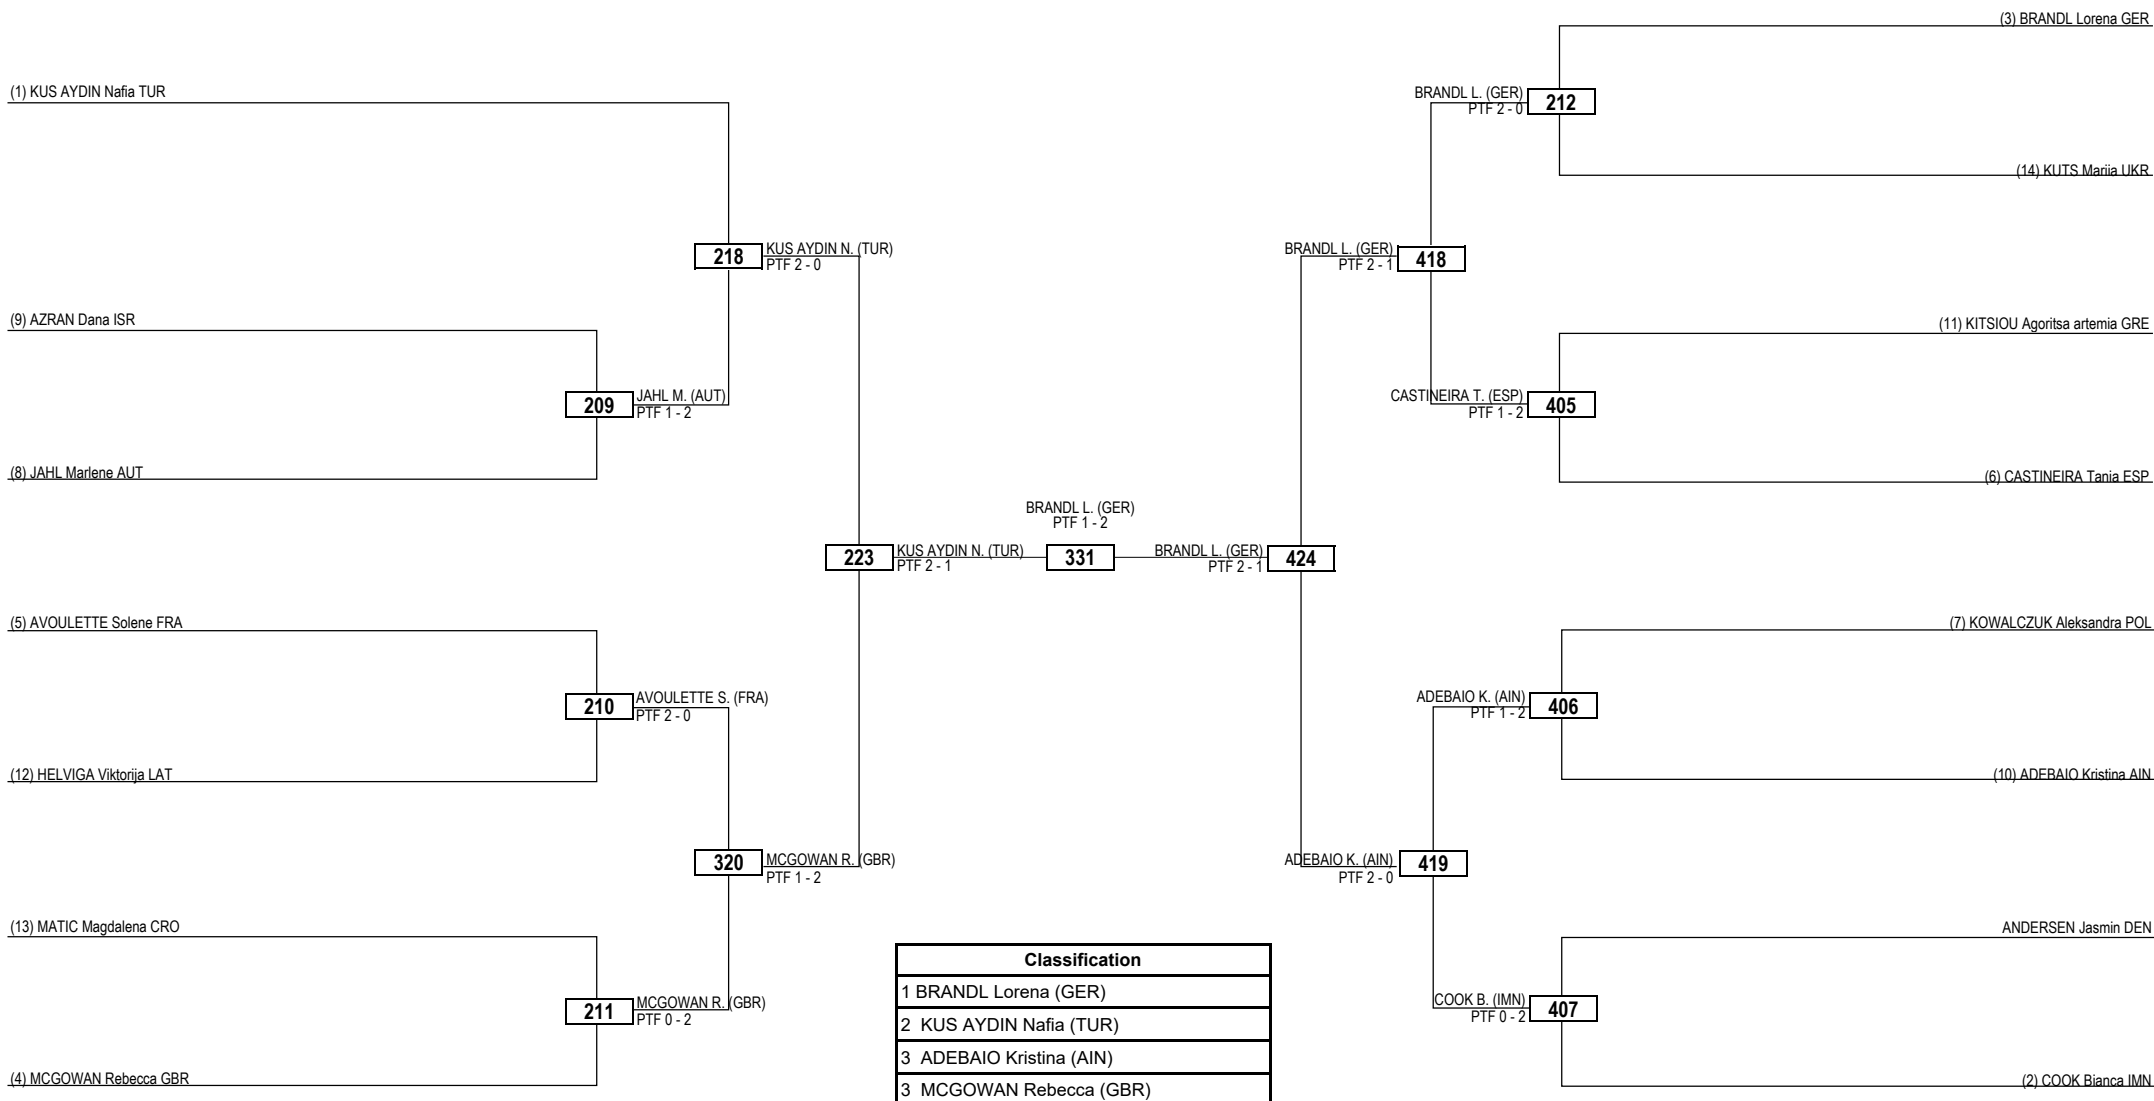 (3) BRANDL Lorena GER
(1) KUS AYDIN Nafia TUR
BRANDL L. (GER)
PTF 2 - 0
212
(14) KUTS Mariia UKR
218
KUS AYDIN N. (TUR)
PTF 2 - 0
BRANDL L. (GER)
PTF 2 - 1
418
(9) AZRAN Dana ISR
(11) KITSIOU Agoritsa artemia GRE
209
JAHL M. (AUT)
PTF 1 - 2
CASTINEIRA T. (ESP)
PTF 1 - 2
405
(8) JAHL Marlene AUT
(6) CASTINEIRA Tania ESP
BRANDL L. (GER)
PTF 1 - 2
223
KUS AYDIN N. (TUR)
PTF 2 - 1
331
BRANDL L. (GER)
PTF 2 - 1
424
(5) AVOULETTE Solene FRA
(7) KOWALCZUK Aleksandra POL
210
AVOULETTE S. (FRA)
PTF 2 - 0
ADEBAIO K. (AIN)
PTF 1 - 2
406
(12) HELVIGA Viktorija LAT
(10) ADEBAIO Kristina AIN
320
MCGOWAN R. (GBR)
PTF 1 - 2
ADEBAIO K. (AIN)
PTF 2 - 0
419
(13) MATIC Magdalena CRO
ANDERSEN Jasmin DEN
211
MCGOWAN R. (GBR)
PTF 0 - 2
COOK B. (IMN)
PTF 0 - 2
407
(4) MCGOWAN Rebecca GBR
(2) COOK Bianca IMN
Classification
1 BRANDL Lorena (GER)
2 KUS AYDIN Nafia (TUR)
3 ADEBAIO Kristina (AIN)
3 MCGOWAN Rebecca (GBR)